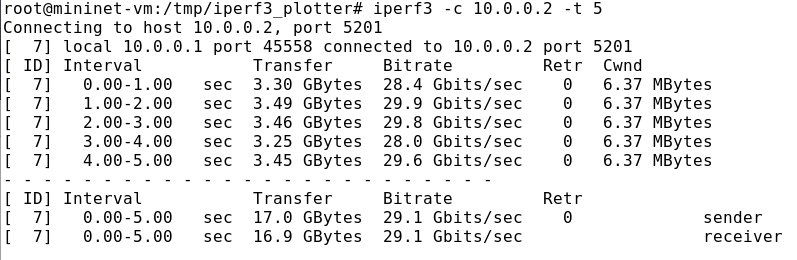 root@mininet-vm:/tmp/iperf3_plotter# iperf3 -c 10.0.0.2 -t 5
Connecting to host 10.0.0.2, port 5201
[  7] local 10.0.0.1 port 45558 connected to 10.0.0.2 port 5201
[ ID] Interval           Transfer     Bitrate         Retr  Cwnd
[  7]   0.00-1.00   sec  3.30 GBytes  28.4 Gbits/sec    0   6.37 MBytes
[  7]   1.00-2.00   sec  3.49 GBytes  29.9 Gbits/sec    0   6.37 MBytes
[  7]   2.00-3.00   sec  3.46 GBytes  29.8 Gbits/sec    0   6.37 MBytes
[  7]   3.00-4.00   sec  3.25 GBytes  28.0 Gbits/sec    0   6.37 MBytes
[  7]   4.00-5.00   sec  3.45 GBytes  29.6 Gbits/sec    0   6.37 MBytes
- - - - - - - - - - - - - - - - - - - - - - - - -
[ ID] Interval           Transfer     Bitrate         Retr
[  7]   0.00-5.00   sec  17.0 GBytes  29.1 Gbits/sec    0             sender
[  7]   0.00-5.00   sec  16.9 GBytes  29.1 Gbits/sec                  receiver